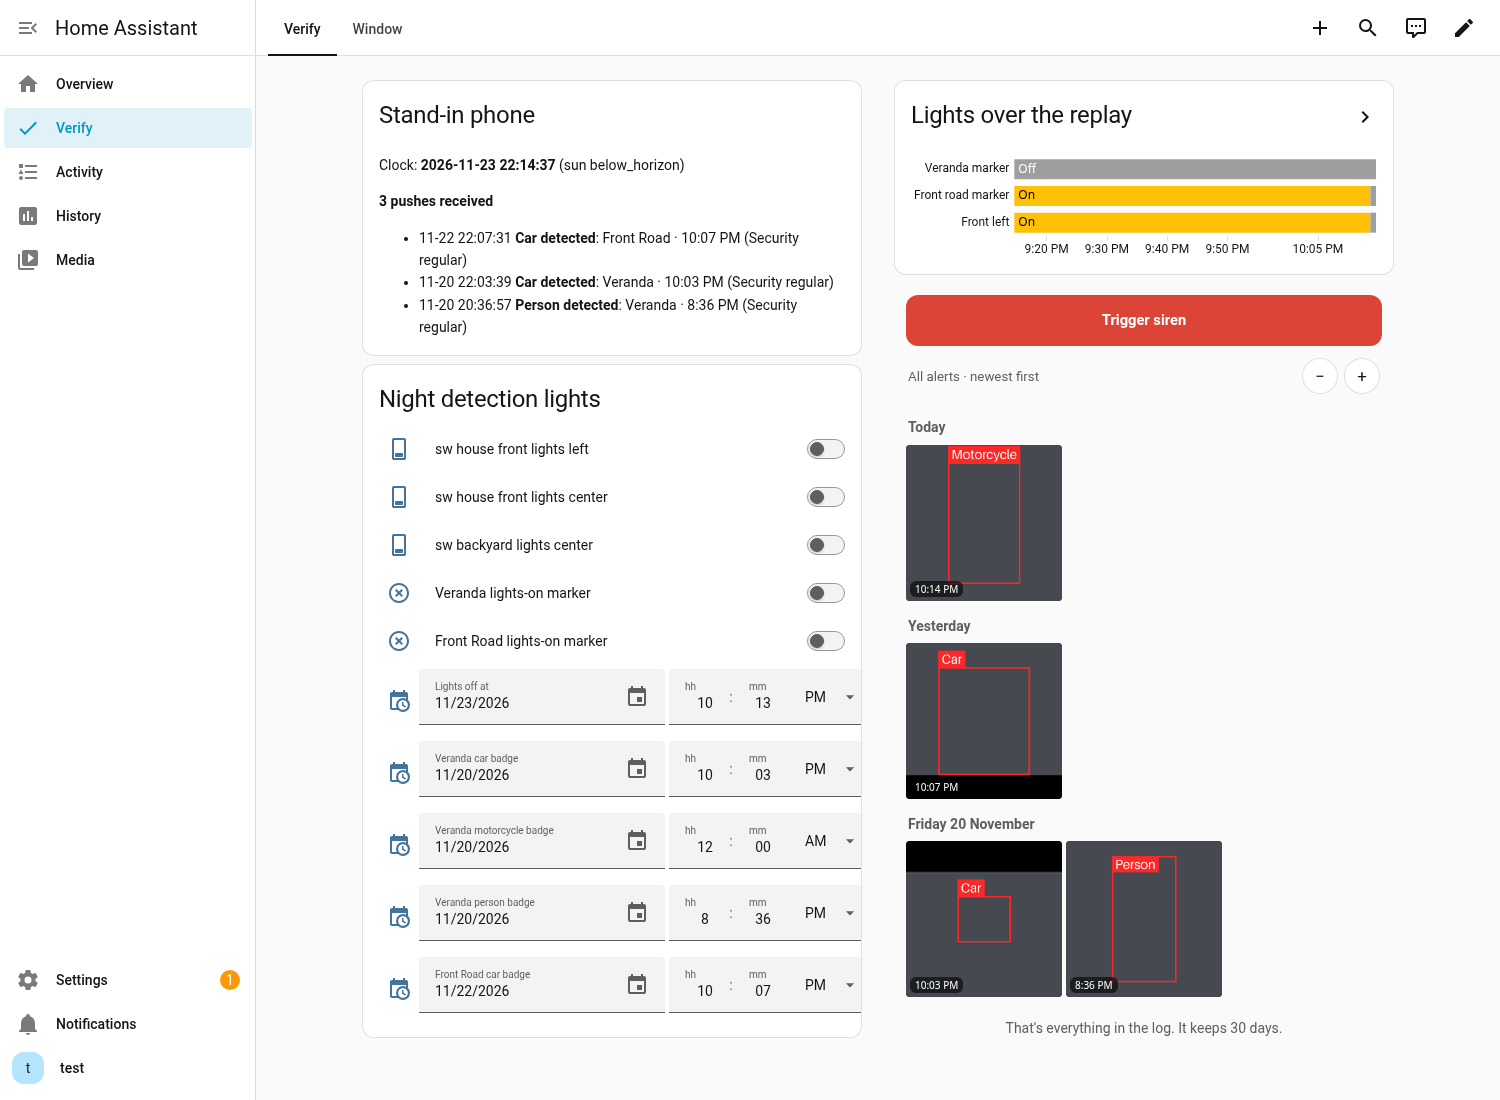 Home Assistant
Verify
Window
Overview
Verify
Activity
History
Media
Settings
1
Notifications
t
test
Stand-in phone
Clock: 2026-11-23 22:14:37 (sun below_horizon)
3 pushes received
• 11-22 22:07:31 Car detected: Front Road · 10:07 PM (Security
regular)
• 11-20 22:03:39 Car detected: Veranda · 10:03 PM (Security regular)
• 11-20 20:36:57 Person detected: Veranda · 8:36 PM (Security
regular)
Night detection lights
sw house front lights left
sw house front lights center
sw backyard lights center
Veranda lights-on marker
Front Road lights-on marker
Lights off at
11/23/2026
hh
mm
10 : 13 PM
Veranda car badge
11/20/2026
hh
mm
10 : 03 PM
Veranda motorcycle badge
11/20/2026
hh
mm
12 : 00 AM
Veranda person badge
11/20/2026
hh
mm
8 : 36 PM
Front Road car badge
11/22/2026
hh
mm
10 : 07 PM
Lights over the replay
Veranda marker
Off
Front road marker
On
Front left
On
9:20 PM
9:30 PM
9:40 PM
9:50 PM
10:05 PM
Trigger siren
All alerts · newest first
−
+
Today
Motorcycle
10:14 PM
Yesterday
Car
10:07 PM
Friday 20 November
Car
10:03 PM
Person
8:36 PM
That's everything in the log. It keeps 30 days.